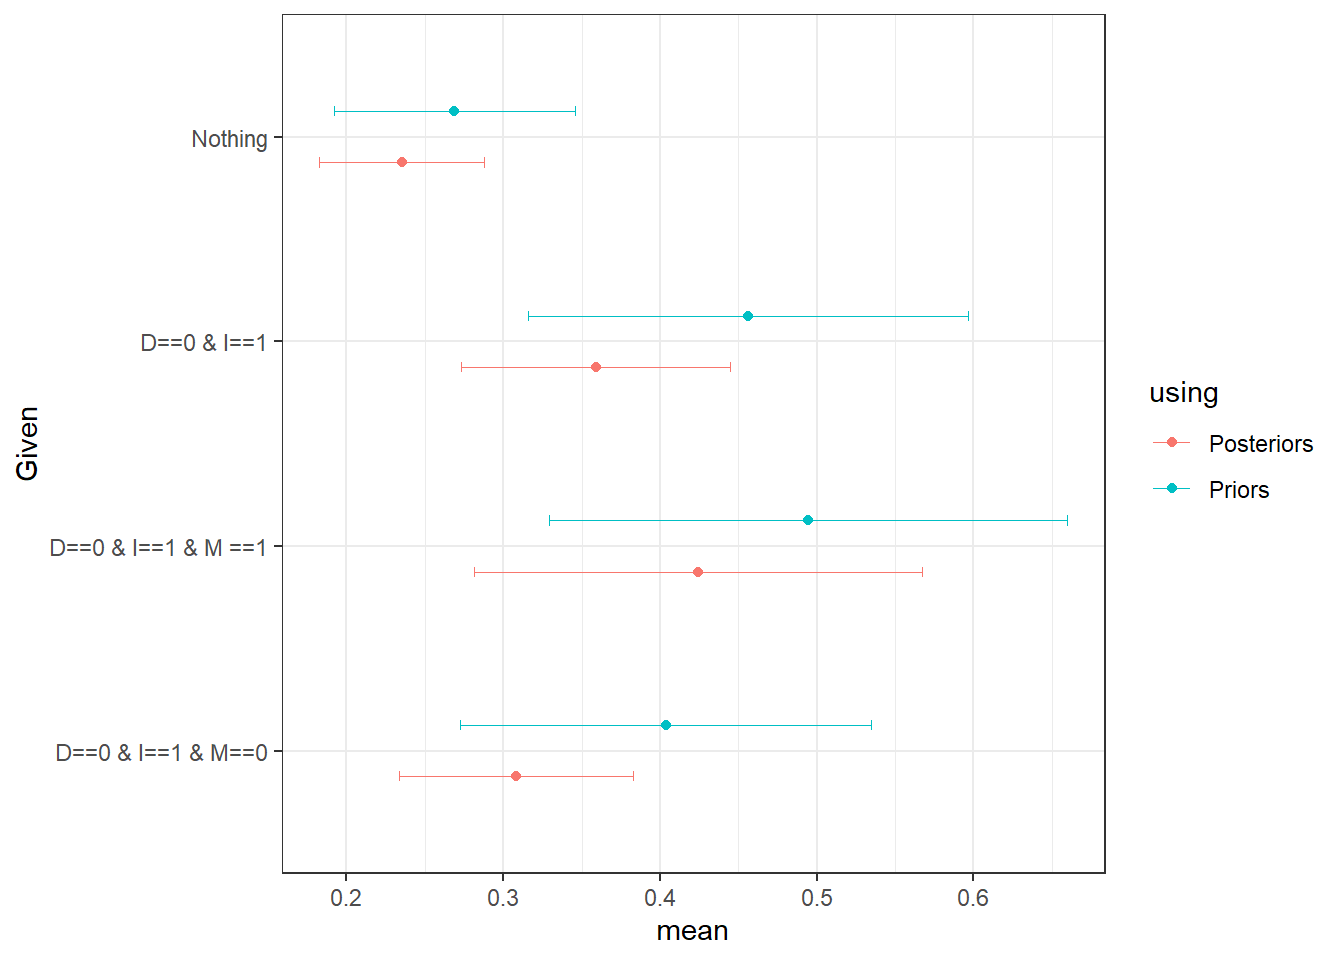 Nothing
D==0 & I==1
D==0 & I==1 & M ==1
D==0 & I==1 & M==0
Given
0.2 0.3 0.4 0.5 0.6
mean
using
Posteriors
Priors